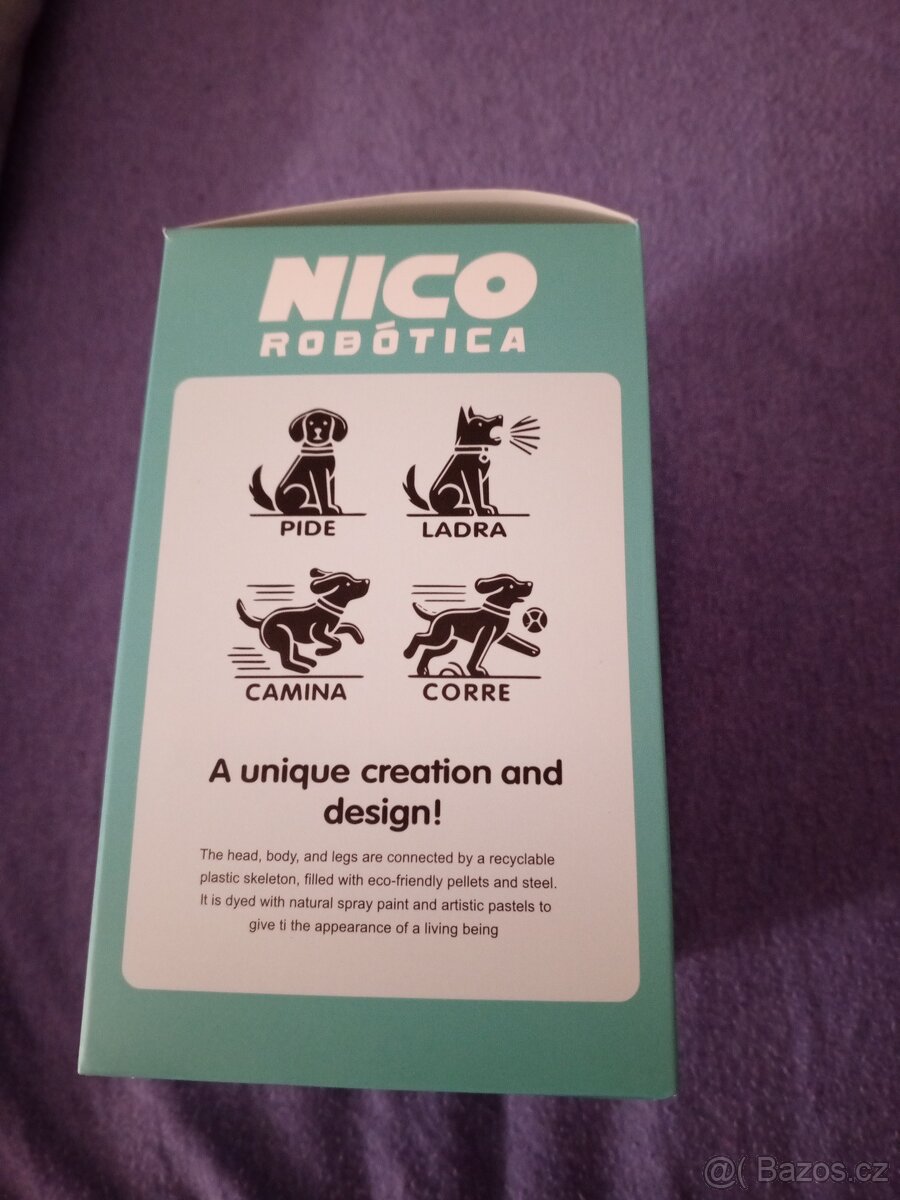 NICO
ROBÓTICA
PIDE
LADRA
CAMINA
CORRE
A unique creation and
design!
The head, body, and legs are connected by a recyclable
plastic skeleton, filled with eco-friendly pellets and steel.
It is dyed with natural spray paint and artistic pastels to
give ti the appearance of a living being
@( Bazos.cz